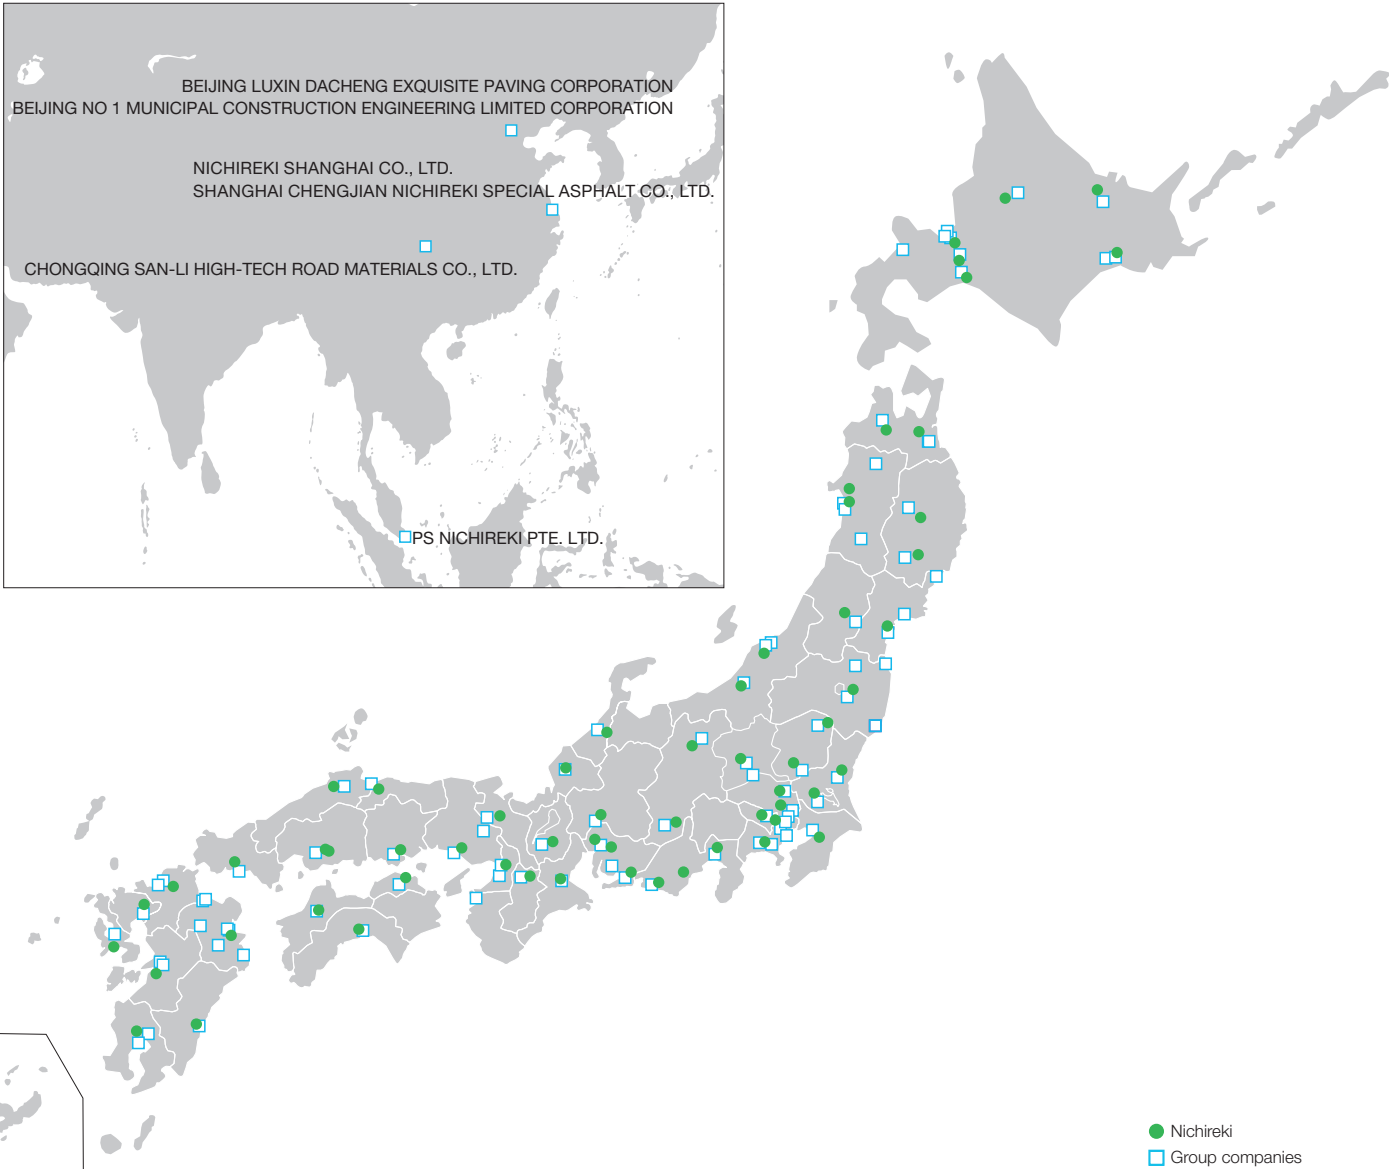 BEIJING LUXIN DACHENG EXQUISITE PAVING CORPORATION
BEIJING NO 1 MUNICIPAL CONSTRUCTION ENGINEERING LIMITED CORPORATION
NICHIREKI SHANGHAI CO., LTD.
SHANGHAI CHENGJIAN NICHIREKI SPECIAL ASPHALT CO., LTD.
CHONGQING SAN-LI HIGH-TECH ROAD MATERIALS CO., LTD.
PS NICHIREKI PTE. LTD.
Nichireki
Group companies